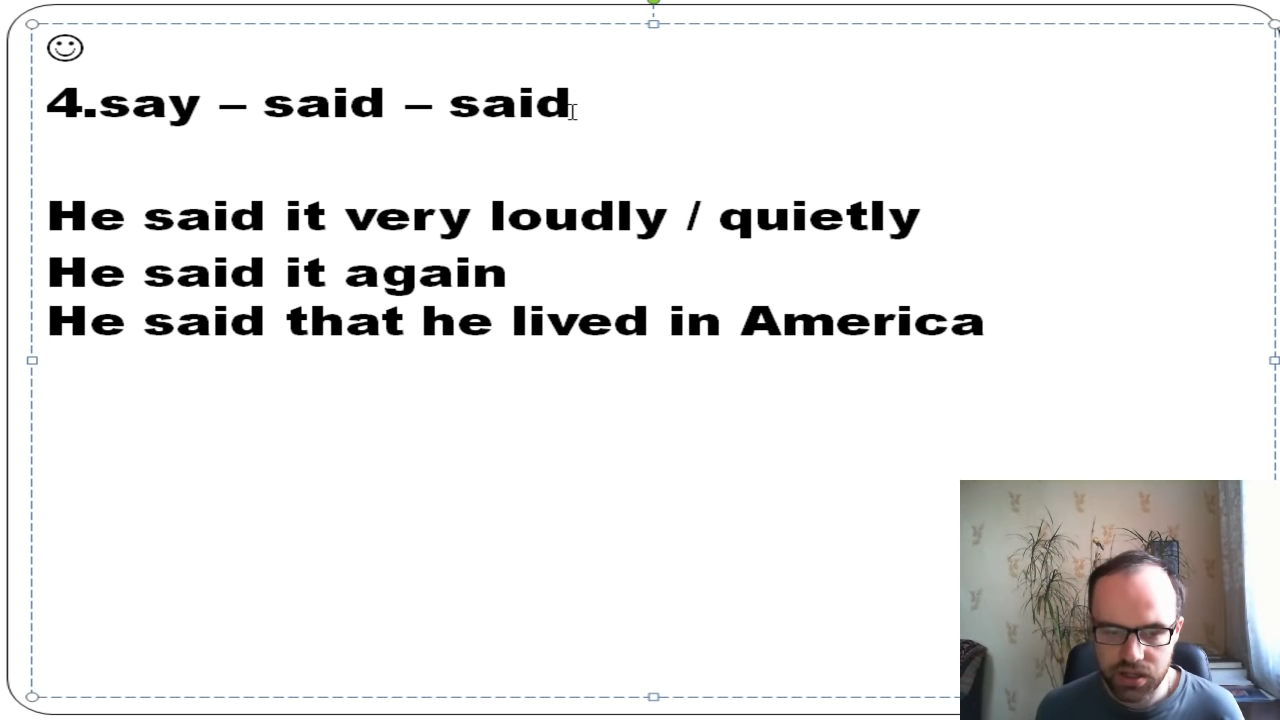 4.say – said – said
He said it very loudly / quietly
He said it again
He said that he lived in America